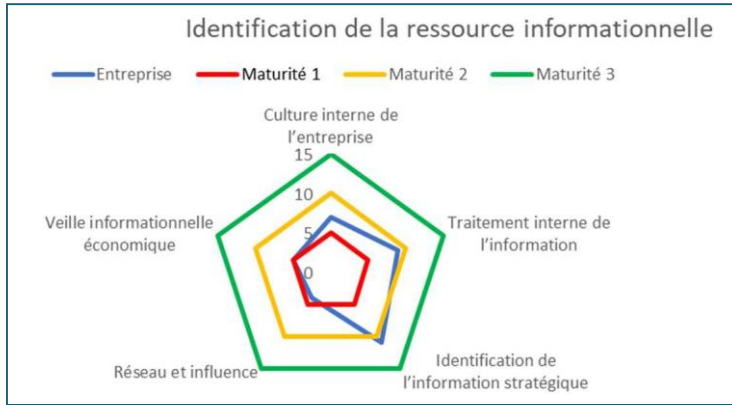 Identification de la ressource informationnelle
Entreprise
Maturité 1
Maturité 2
Maturité 3
Culture interne de
l'entreprise
15
10
5
0
Veille informationnelle
économique
Traitement interne de
l'information
Réseau et influence
Identification de
l'information stratégique